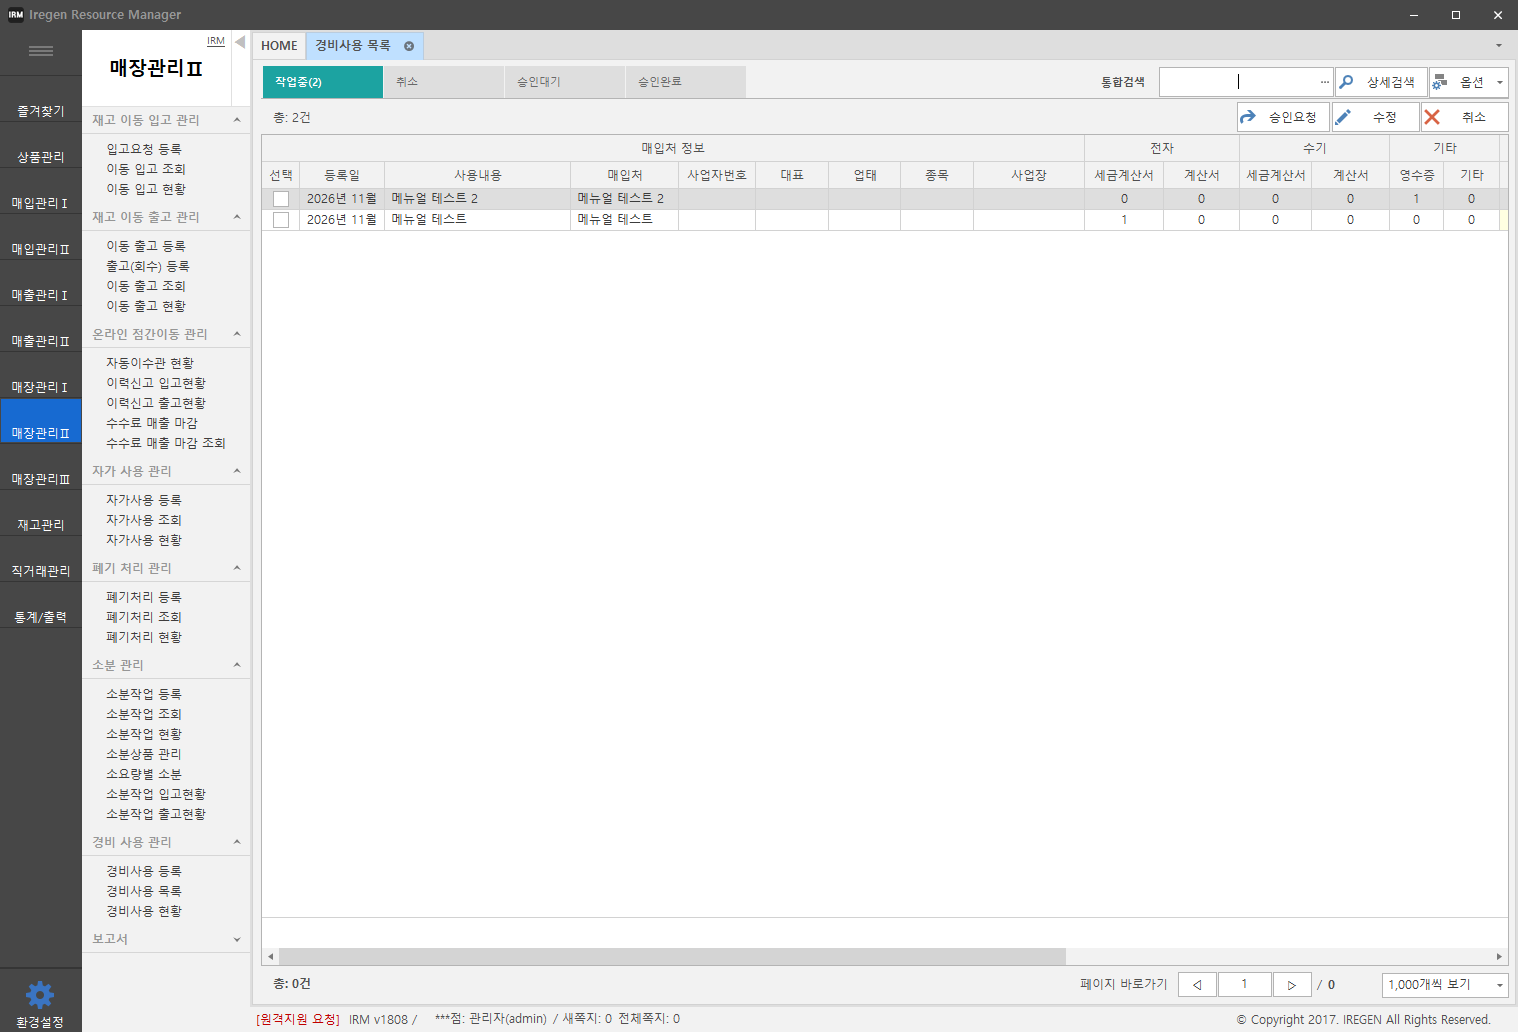 IRM Iregen Resource Manager
즐겨찾기
상품관리
매입관리Ⅰ
매입관리Ⅱ
매출관리Ⅰ
매출관리Ⅱ
매장관리Ⅰ
매장관리Ⅱ
매장관리Ⅲ
재고관리
직거래관리
통계/출력
환경설정
IRM
매장관리Ⅱ
재고 이동 입고 관리
입고요청 등록
이동 입고 조회
이동 입고 현황
재고 이동 출고 관리
이동 출고 등록
출고(회수) 등록
이동 출고 조회
이동 출고 현황
온라인 점간이동 관리
자동이수관 현황
이력신고 입고현황
이력신고 출고현황
수수료 매출 마감
수수료 매출 마감 조회
자가 사용 관리
자가사용 등록
자가사용 조회
자가사용 현황
폐기 처리 관리
폐기처리 등록
폐기처리 조회
폐기처리 현황
소분 관리
소분작업 등록
소분작업 조회
소분작업 현황
소분상품 관리
소요량별 소분
소분작업 입고현황
소분작업 출고현황
경비 사용 관리
경비사용 등록
경비사용 목록
경비사용 현황
보고서
HOME 경비사용 목록
작업중(2) 취소 승인대기 승인완료 통합검색 ... 상세검색 옵션
총: 2건 승인요청 수정 취소
매입처 정보 전자 수기 기타
선택 등록일 사용내용 매입처 사업자번호 대표 업태 종목 사업장 세금계산서 계산서 세금계산서 계산서 영수증 기타
2026년 11월 메뉴얼 테스트 2 메뉴얼 테스트 2 0 0 0 0 1 0
2026년 11월 메뉴얼 테스트 메뉴얼 테스트 1 0 0 0 0 0
총: 0건 페이지 바로가기 1 / 0 1,000개씩 보기
[원격지원 요청] IRM v1808 / ***점: 관리자(admin) / 새쪽지: 0 전체쪽지: 0 © Copyright 2017. IREGEN All Rights Reserved.